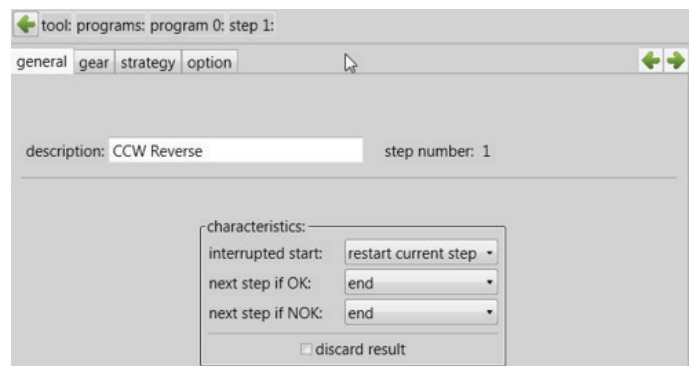 tool: programs: program 0: step 1:
general gear strategy option
description: CCW Reverse step number: 1
characteristics:
interrupted start: restart current step
next step if OK: end
next step if NOK: end
discard result